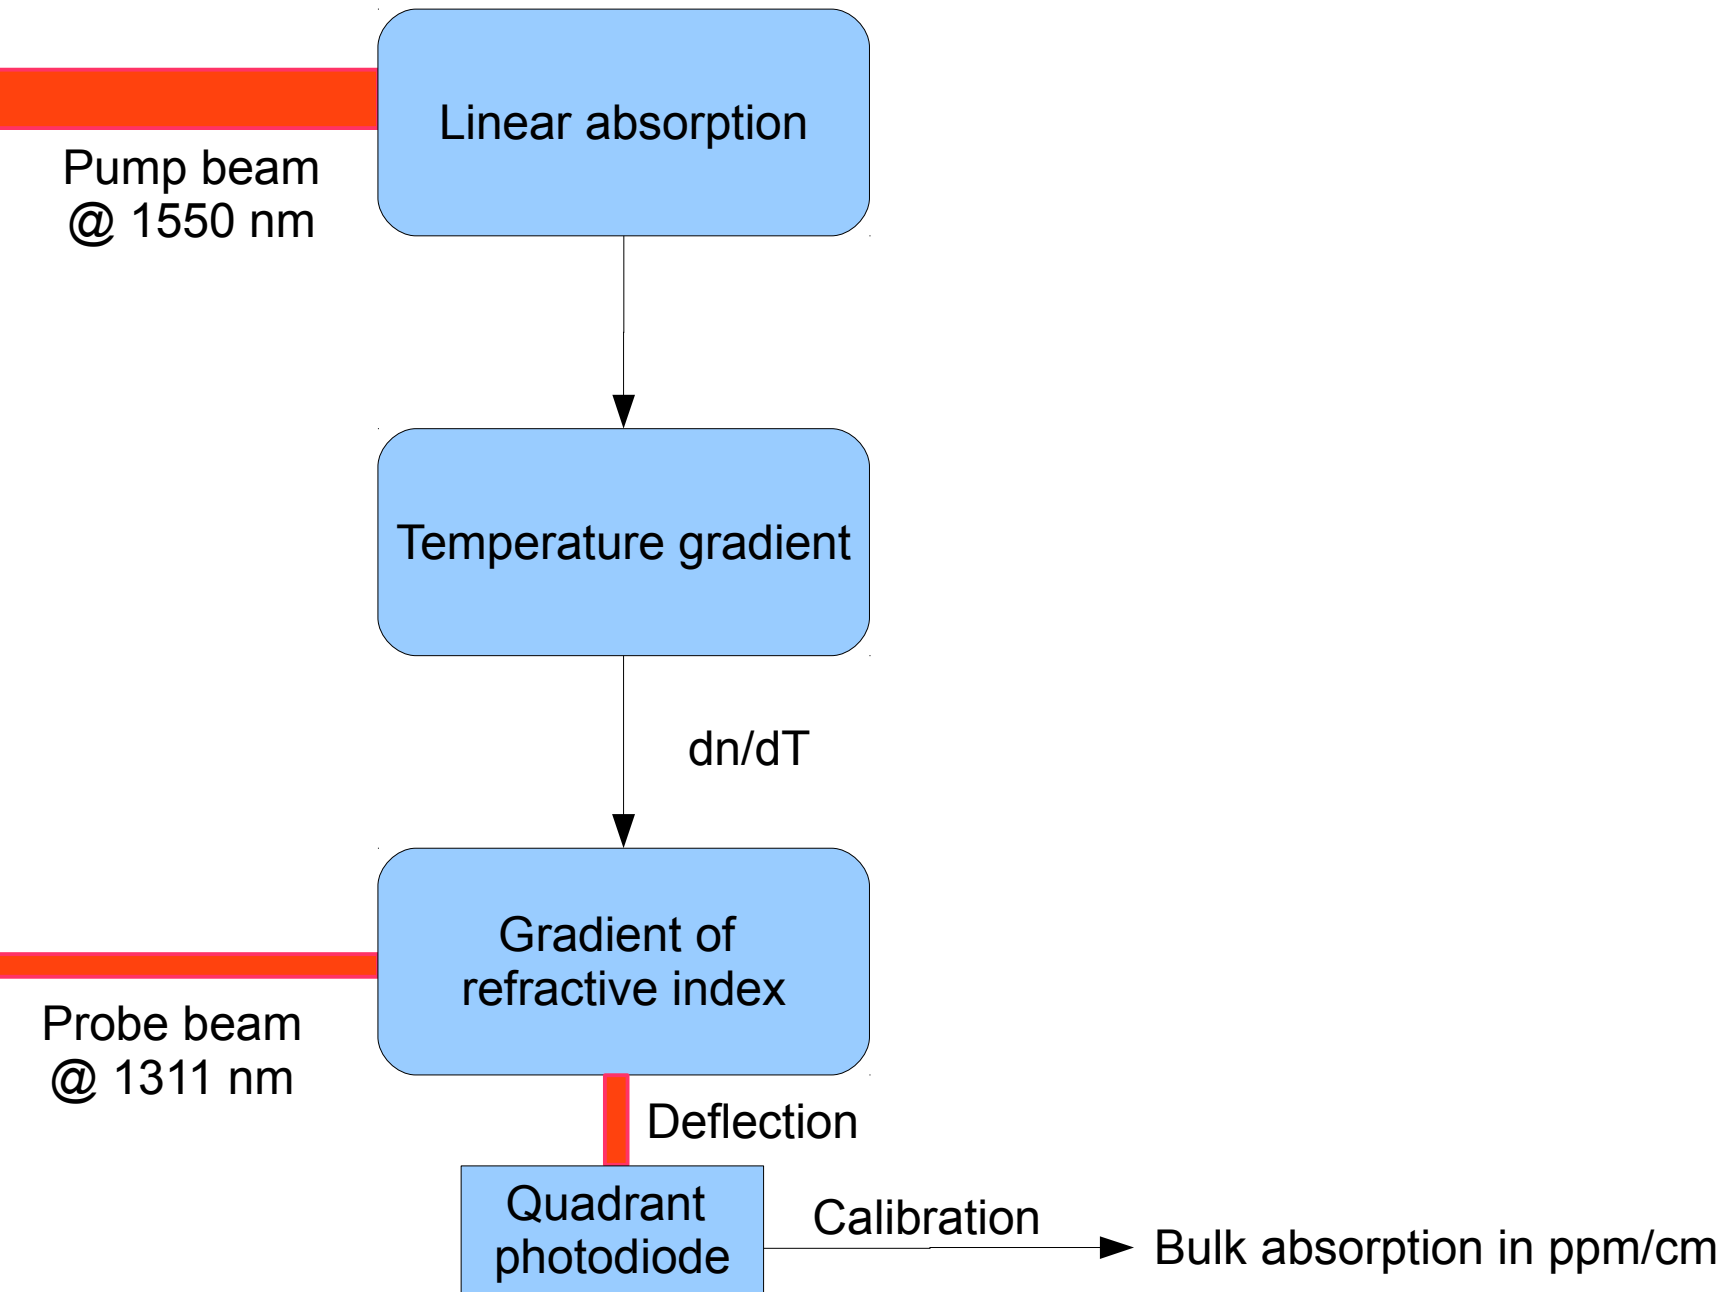 Linear absorption
Pump beam
@ 1550 nm
Temperature gradient
dn/dT
Gradient of
refractive index
Probe beam
@ 1311 nm
Deflection
Quadrant
photodiode
Calibration
Bulk absorption in ppm/cm